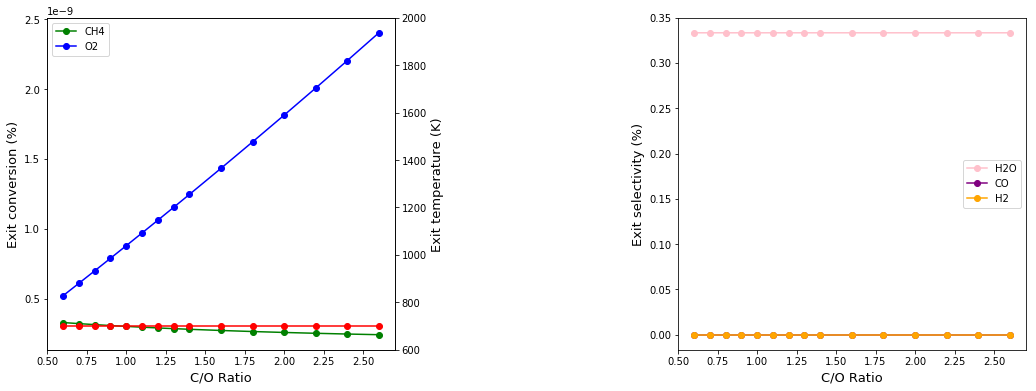 1e−9
CH4
O2
2.5
2.0
1.5
1.0
0.5
Exit conversion (%)
0.50 0.75 1.00 1.25 1.50 1.75 2.00 2.25 2.50
C/O Ratio
2000
1800
1600
1400
1200
1000
800
600
Exit temperature (K)
0.35
0.30
0.25
0.20
0.15
0.10
0.05
0.00
Exit selectivity (%)
H2O
CO
H2
0.50 0.75 1.00 1.25 1.50 1.75 2.00 2.25 2.50
C/O Ratio